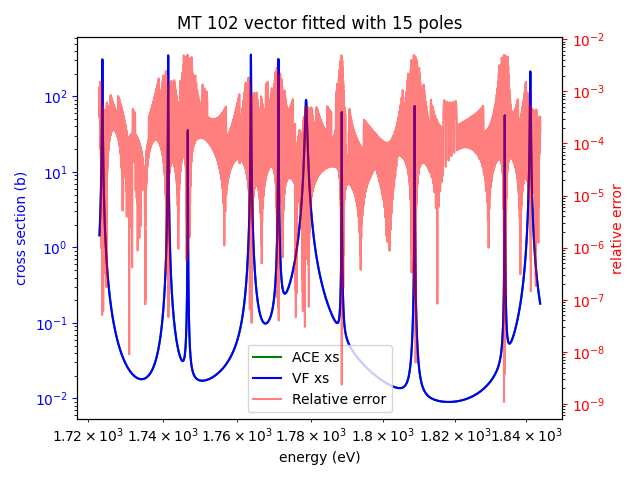 MT 102 vector fitted with 15 poles
cross section (b)
10²
10¹
10⁰
10⁻¹
10⁻²
10⁻²
10⁻³
10⁻⁴
10⁻⁵
10⁻⁶
10⁻⁷
10⁻⁸
10⁻⁹
relative error
ACE xs
VF xs
Relative error
1.72 × 10³ 1.74 × 10³ 1.76 × 10³ 1.78 × 10³ 1.8 × 10³ 1.82 × 10³ 1.84 × 10³
energy (eV)